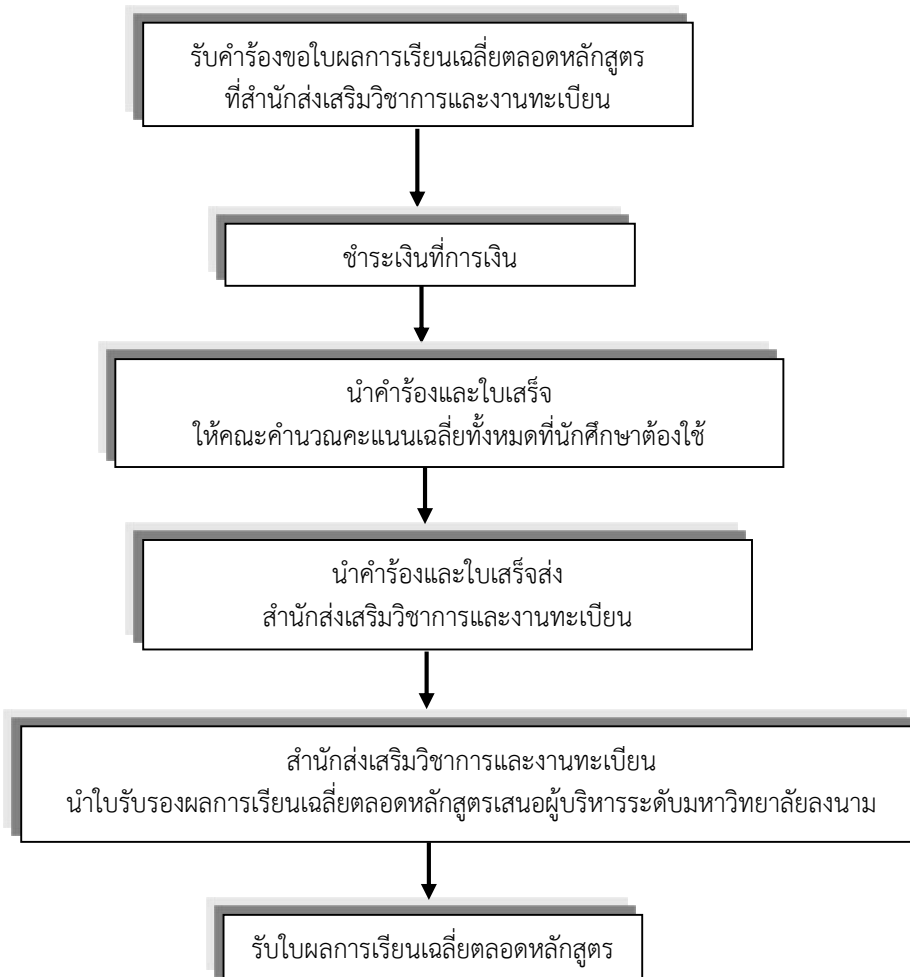 รับคำร้องขอใบผลการเรียนเฉลี่ยตลอดหลักสูตร
ที่สำนักส่งเสริมวิชาการและงานทะเบียน
ชำระเงินที่การเงิน
นำคำร้องและใบเสร็จ
ให้คณะคำนวณคะแนนเฉลี่ยทั้งหมดที่นักศึกษาต้องใช้
นำคำร้องและใบเสร็จส่ง
สำนักส่งเสริมวิชาการและงานทะเบียน
สำนักส่งเสริมวิชาการและงานทะเบียน
นำใบรับรองผลการเรียนเฉลี่ยตลอดหลักสูตรเสนอผู้บริหารระดับมหาวิทยาลัยลงนาม
รับใบผลการเรียนเฉลี่ยตลอดหลักสูตร